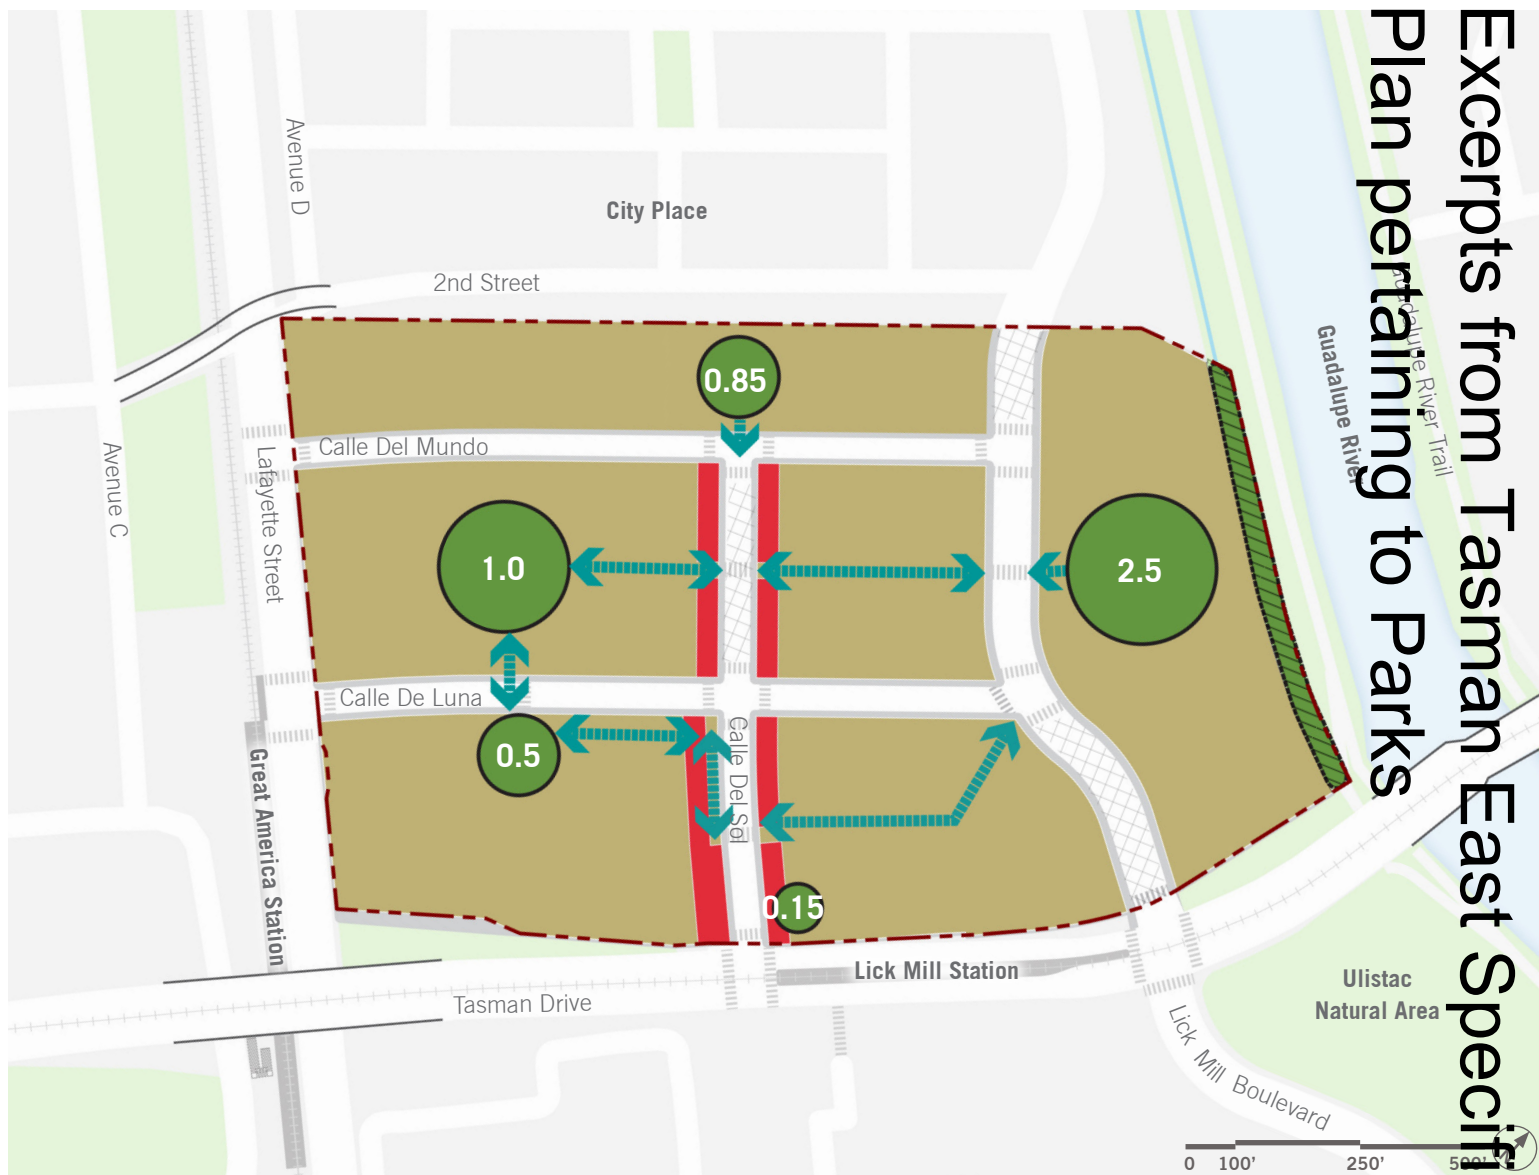 Excerpts from Tasman East Specif
Plan pertaining to Parks
Avenue D
City Place
2nd Street
Guadalupe River Trail
Guadalupe River
0.85
Calle Del Mundo
Avenue C
Lafayette Street
1.0
2.5
Calle De Luna
Calle Del Sol
0.5
Great America Station
0.15
Lick Mill Station
Tasman Drive
Ulistac
Natural Area
Lick Mill Boulevard
0 100' 250' 500'